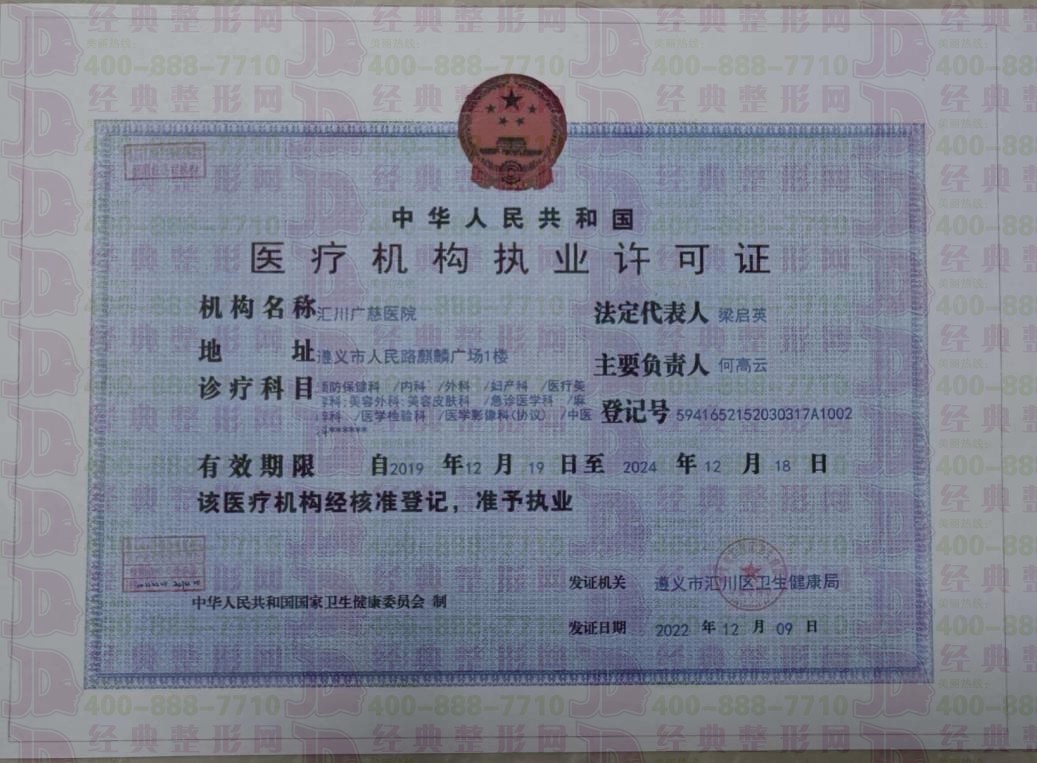 中华人民共和国
医疗机构执业许可证
机构名称 汇川广慈医院
法定代表人 梁启英
地址 遵义市人民路麒麟广场1楼
主要负责人 何高云
诊疗科目 预防保健科 /内科 /外科 /妇产科 /医疗美
学科;美容外科;美容皮肤科 /急诊医学科 /麻
科 /医学检验科 /医学影像科(协议) /中医
科******
登记号 59416521520303​17A1002
有效期限 自2019 年12 月 19 日至 2024 年 12 月 18 日
该医疗机构经核准登记，准予执业
发证机关 遵义市汇川区卫生健康局
中华人民共和国国家卫生健康委员会 制
发证日期 2022 年 12 月 09 日
经典整形网
400-888-7710